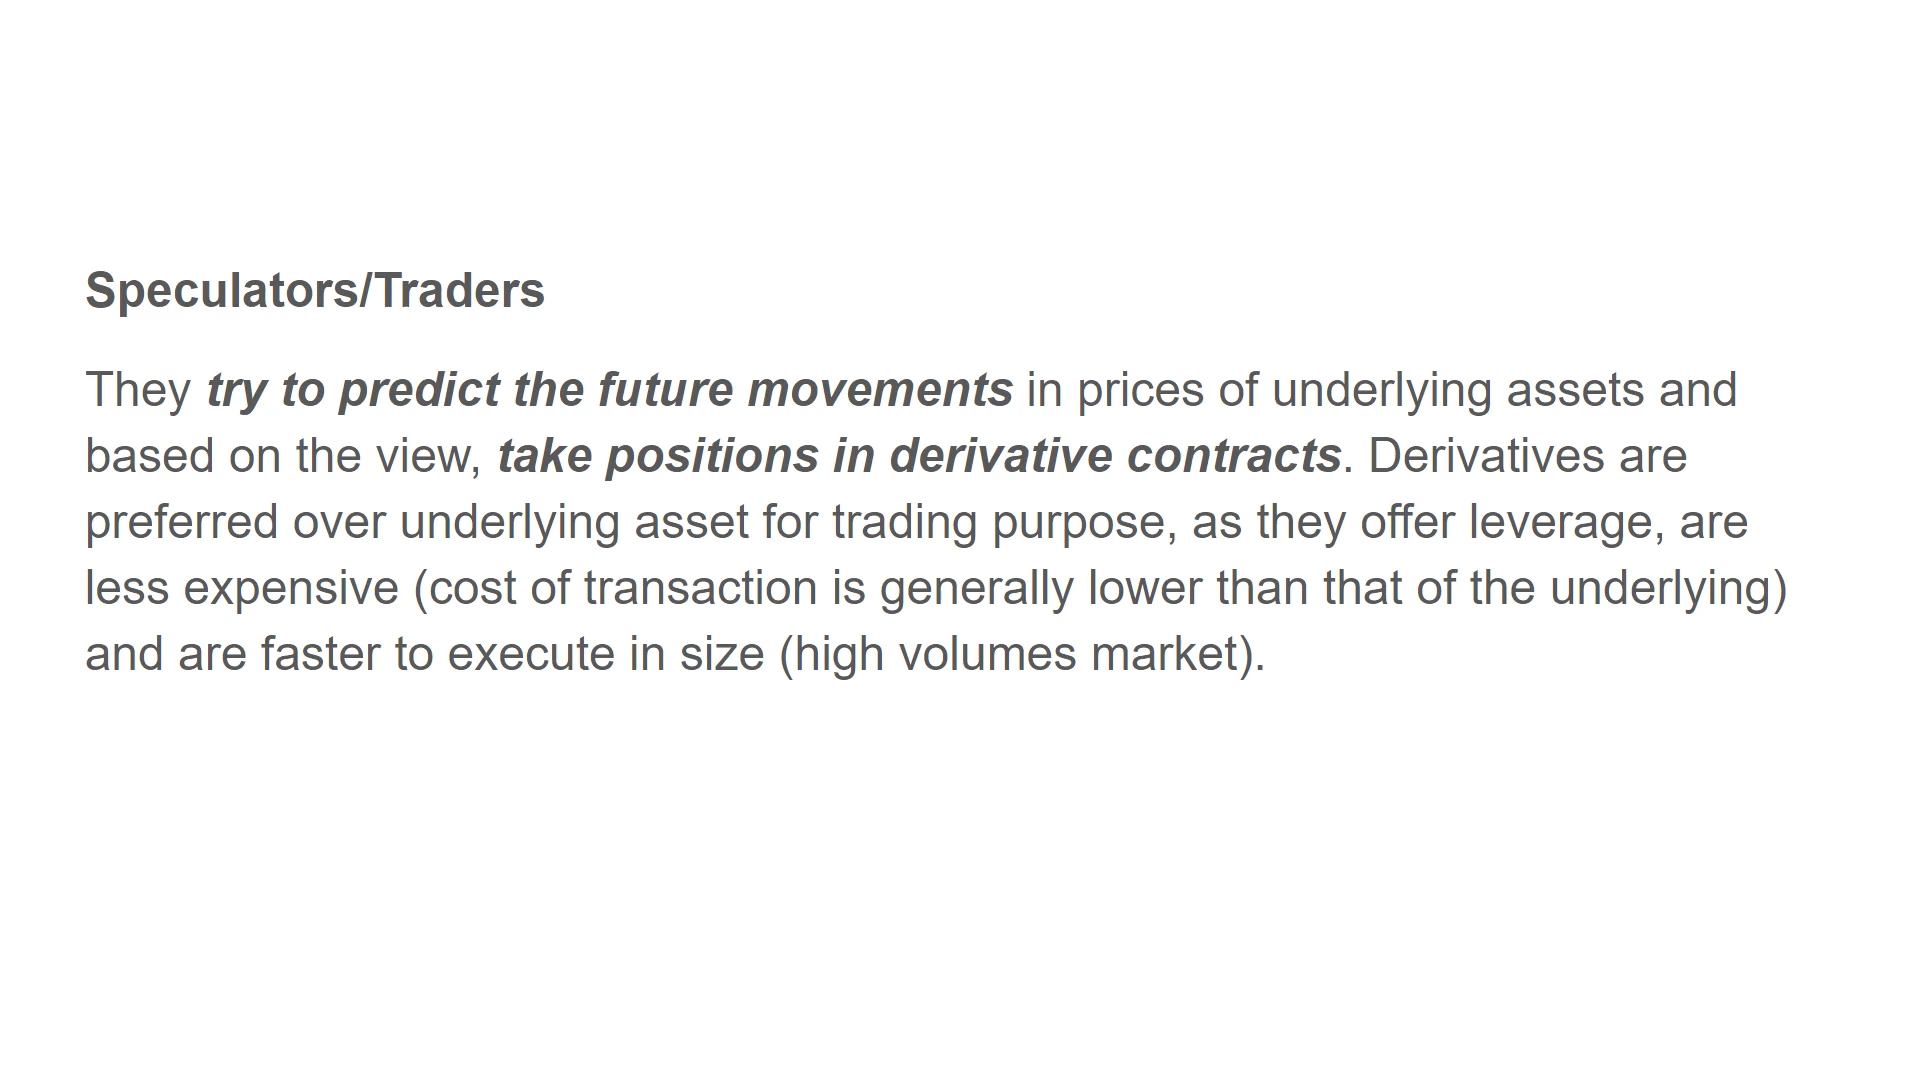 Speculators/Traders
They try to predict the future movements in prices of underlying assets and
based on the view, take positions in derivative contracts. Derivatives are
preferred over underlying asset for trading purpose, as they offer leverage, are
less expensive (cost of transaction is generally lower than that of the underlying)
and are faster to execute in size (high volumes market).